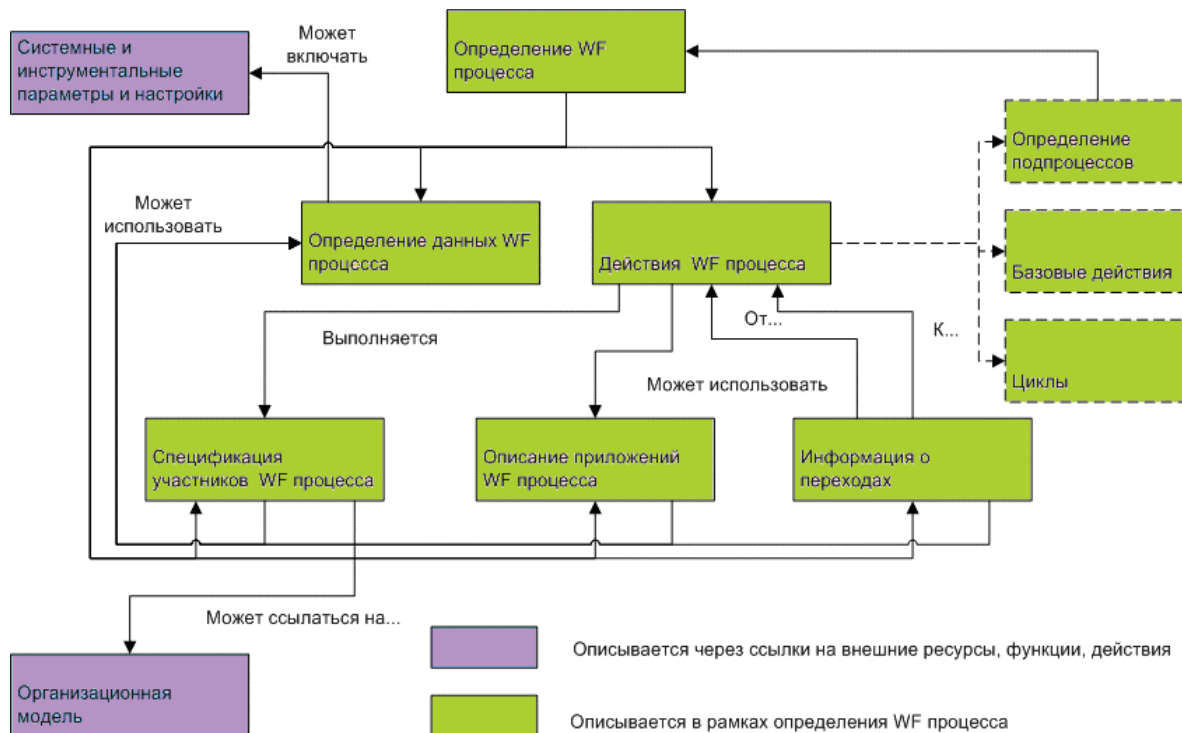 Может
включать
Системные и
инструментальные
параметры и настройки
Определение WF
процесса
Определение
подпроцессов
Может
использовать
Определение данных WF
процесса
Действия WF процесса
Базовые действия
От...
К...
Выполняется
Может использовать
Циклы
Спецификация
участников WF процесса
Описание приложений
WF процесса
Информация о
переходах
Может ссылаться на...
Организационная
модель
Описывается через ссылки на внешние ресурсы, функции, действия
Описывается в рамках определения WF процесса